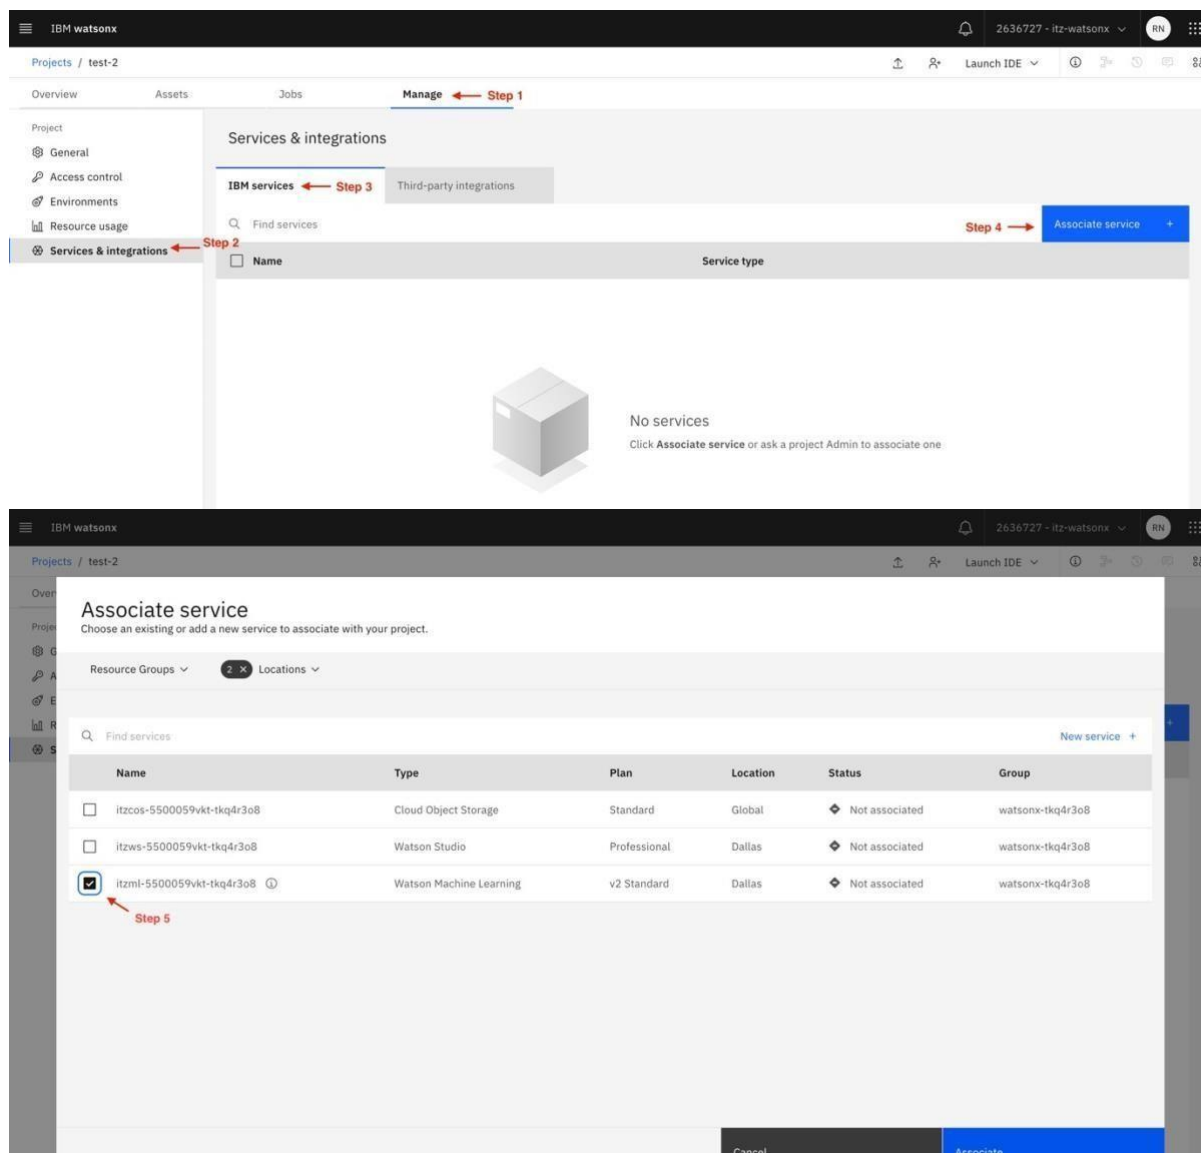 IBM watsonx
2636727 - itz-watsonx
RN
Projects / test-2
Launch IDE
Overview
Assets
Jobs
Manage
Step 1
Project
General
Access control
Environments
Resource usage
Services & integrations
Step 2
Services & integrations
IBM services
Step 3
Third-party integrations
Find services
Step 4
Associate service +
Name
Service type
No services
Click Associate service or ask a project Admin to associate one
IBM watsonx
2636727 - itz-watsonx
RN
Projects / test-2
Launch IDE
Over
Proje
G
A
E
R
S
Associate service
Choose an existing or add a new service to associate with your project.
Resource Groups
2 × Locations
Find services
New service +
Name Type Plan Location Status Group
itzcos-5500059vkt-tkq4r3o8 Cloud Object Storage Standard Global Not associated watsonx-tkq4r3o8
itzws-5500059vkt-tkq4r3o8 Watson Studio Professional Dallas Not associated watsonx-tkq4r3o8
itzml-5500059vkt-tkq4r3o8 Watson Machine Learning v2 Standard Dallas Not associated watsonx-tkq4r3o8
Step 5
Cancel
Associate